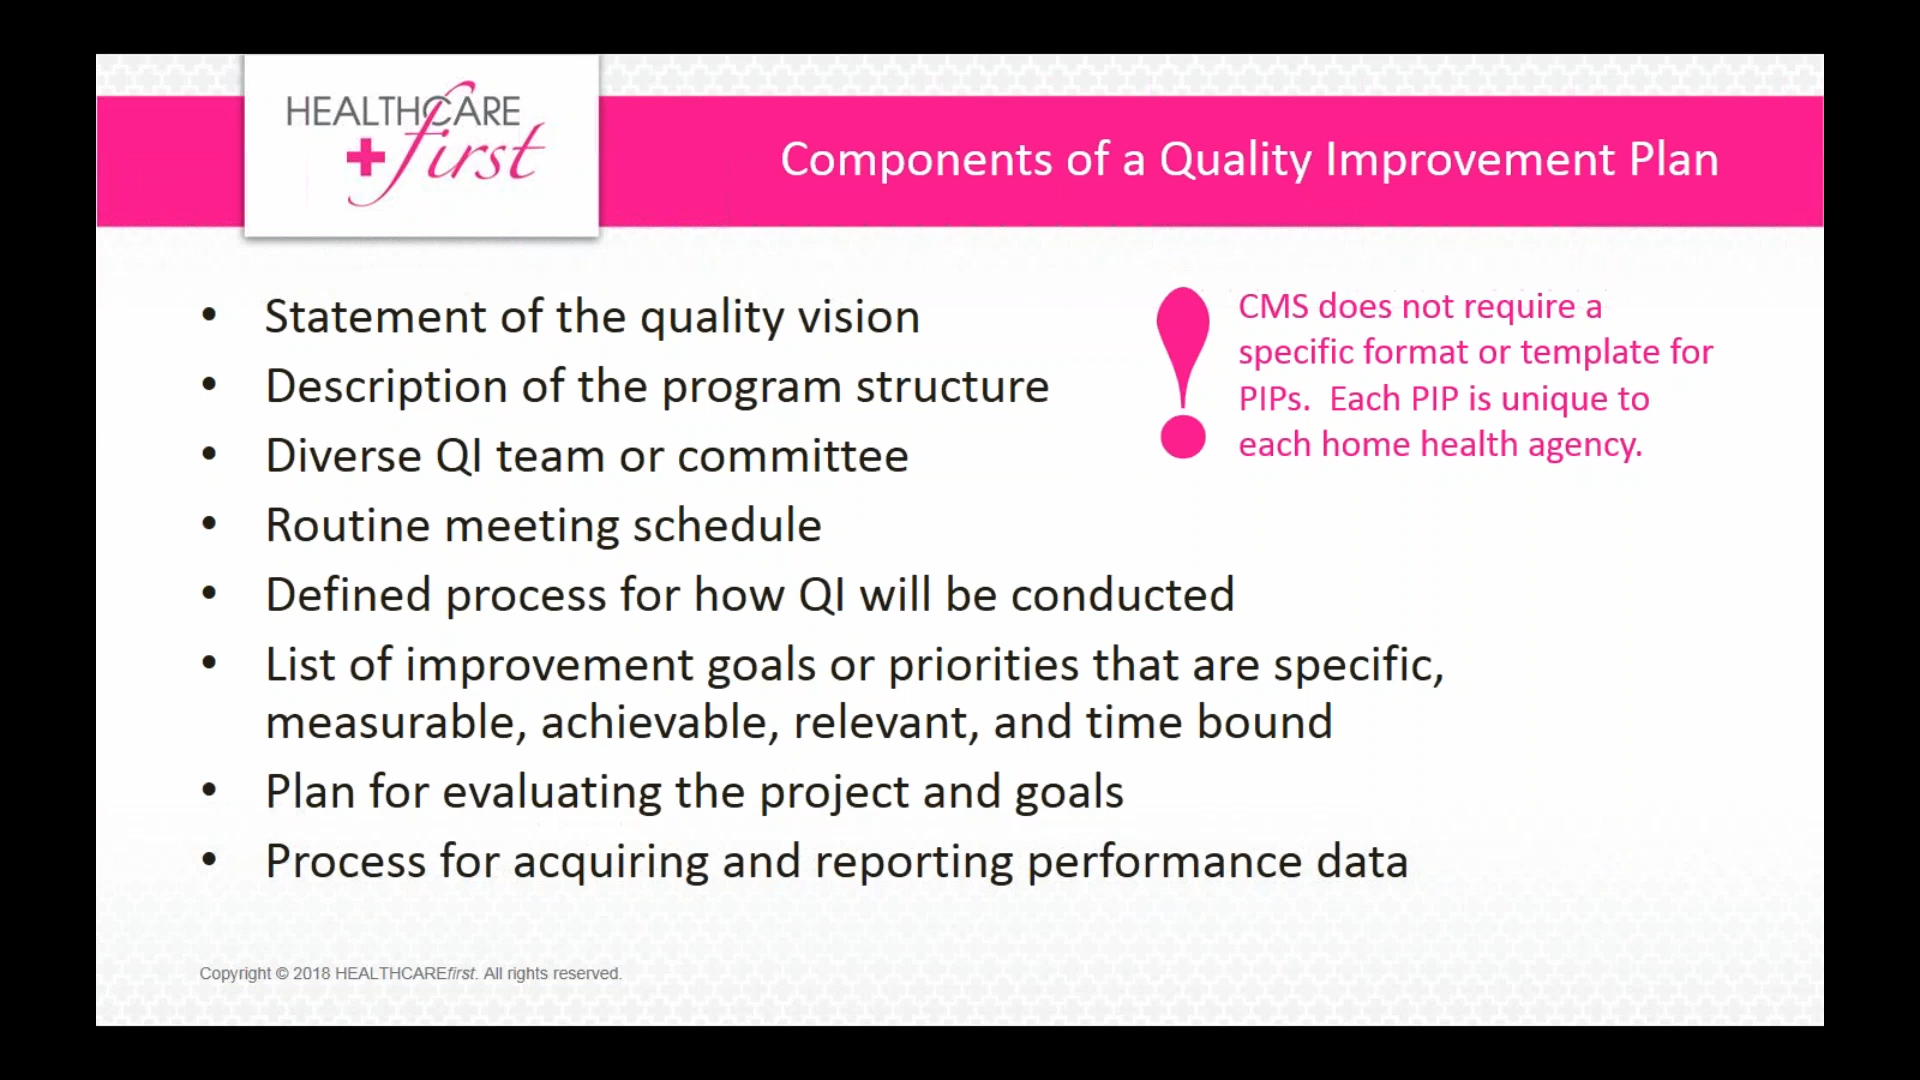 HEALTHCARE
+first
Components of a Quality Improvement Plan
• Statement of the quality vision
• Description of the program structure
• Diverse QI team or committee
• Routine meeting schedule
• Defined process for how QI will be conducted
• List of improvement goals or priorities that are specific,
measurable, achievable, relevant, and time bound
• Plan for evaluating the project and goals
• Process for acquiring and reporting performance data
!
CMS does not require a
specific format or template for
PIPs. Each PIP is unique to
each home health agency.
Copyright © 2018 HEALTHCAREfirst. All rights reserved.